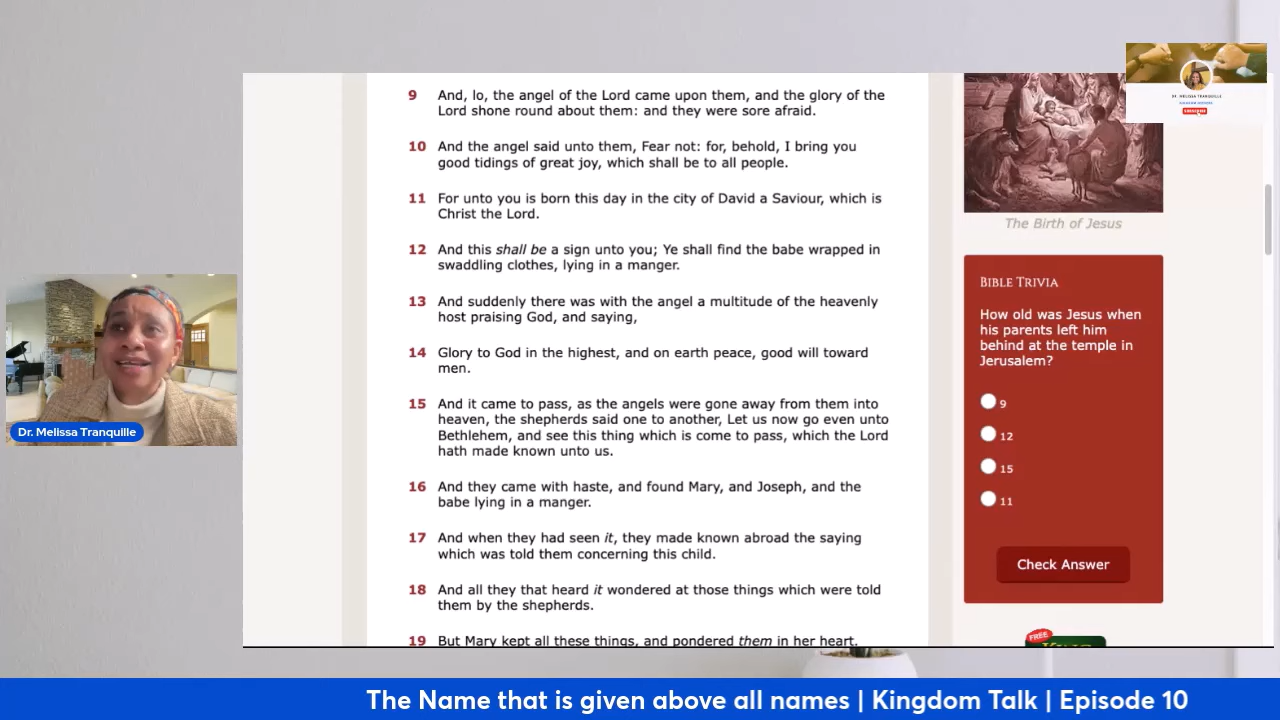 9 And, lo, the angel of the Lord came upon them, and the glory of the
Lord shone round about them: and they were sore afraid.
10 And the angel said unto them, Fear not: for, behold, I bring you
good tidings of great joy, which shall be to all people.
11 For unto you is born this day in the city of David a Saviour, which is
Christ the Lord.
12 And this shall be a sign unto you; Ye shall find the babe wrapped in
swaddling clothes, lying in a manger.
13 And suddenly there was with the angel a multitude of the heavenly
host praising God, and saying,
14 Glory to God in the highest, and on earth peace, good will toward
men.
15 And it came to pass, as the angels were gone away from them into
heaven, the shepherds said one to another, Let us now go even unto
Bethlehem, and see this thing which is come to pass, which the Lord
hath made known unto us.
16 And they came with haste, and found Mary, and Joseph, and the
babe lying in a manger.
17 And when they had seen it, they made known abroad the saying
which was told them concerning this child.
18 And all they that heard it wondered at those things which were told
them by the shepherds.
19 But Mary kept all these things, and pondered them in her heart.
DR. MELISSA TRANQUILLE
SUBSCRIBE
The Birth of Jesus
BIBLE TRIVIA
How old was Jesus when
his parents left him
behind at the temple in
Jerusalem?
9
12
15
11
Check Answer
FREE
Dr. Melissa Tranquille
The Name that is given above all names | Kingdom Talk | Episode 10